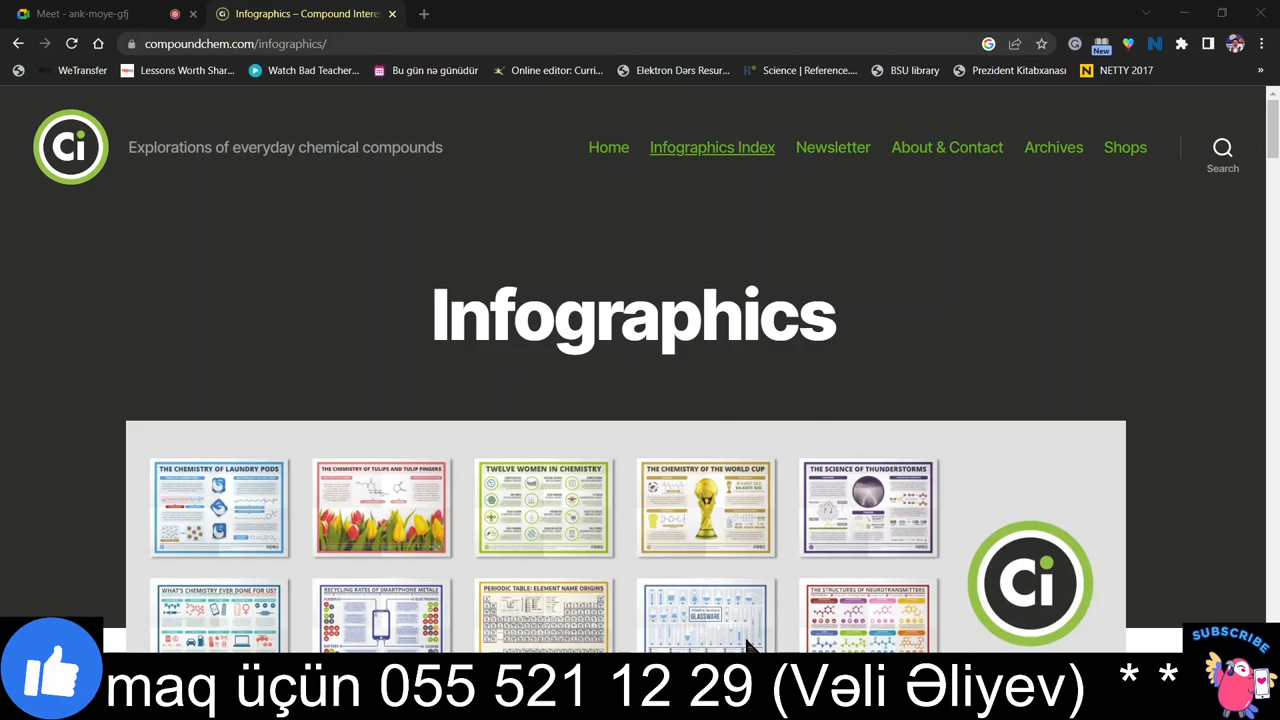 Meet - ank-moye-gfj
Infographics – Compound Interes
compoundchem.com/infographics/
New
WeTransfer
Lessons Worth Shar...
Watch Bad Teacher...
Bu gün nə günüdür
Online editor: Curri...
Elektron Dərs Resur...
Science | Reference....
BSU library
Prezident Kitabxanası
NETTY 2017
Ci
Explorations of everyday chemical compounds
Home
Infographics Index
Newsletter
About & Contact
Archives
Shops
Search
Infographics
THE CHEMISTRY OF LAUNDRY PODS
THE CHEMISTRY OF TULIPS AND TULIP FINGERS
TWELVE WOMEN IN CHEMISTRY
THE CHEMISTRY OF THE WORLD CUP
THE SCIENCE OF THUNDERSTORMS
Ci
WHAT'S CHEMISTRY EVER DONE FOR US?
RECYCLING RATES OF SMARTPHONE METALS
PERIODIC TABLE: ELEMENT NAME ORIGINS
GLASSWARE
THE STRUCTURES OF NEUROTRANSMITTERS
SUBSCRIBE
maq üçün 055 521 12 29 (Vəli Əliyev) * *